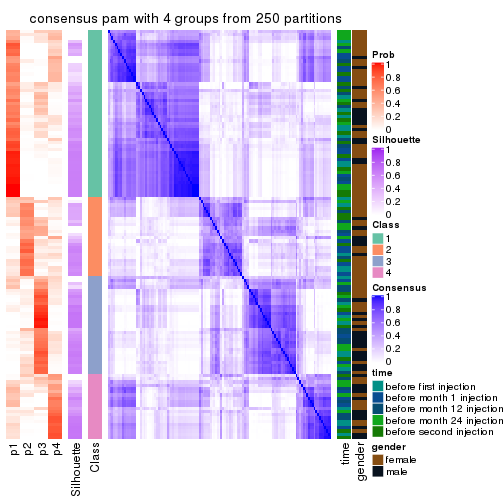 consensus pam with 4 groups from 250 partitions
p1
p2
p3
p4
Silhouette
Class
time
gender
Prob
1
0.8
0.6
0.4
0.2
0
Silhouette
1
0.8
0.6
0.4
0.2
0
Class
1
2
3
4
Consensus
1
0.8
0.6
0.4
0.2
0
time
before first injection
before month 1 injection
before month 12 injection
before month 24 injection
before second injection
gender
female
male